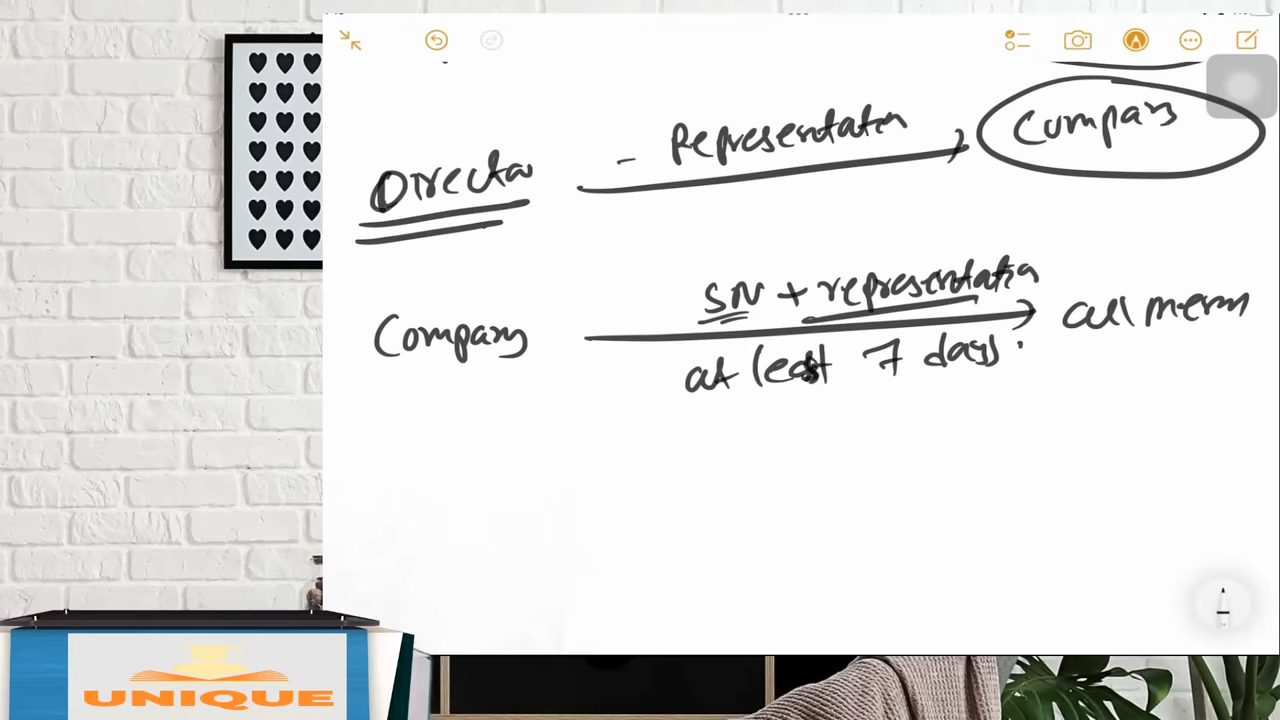 Director - Representation Company
SN + representation
Company all mem
at least 7 days.
UNIQUE